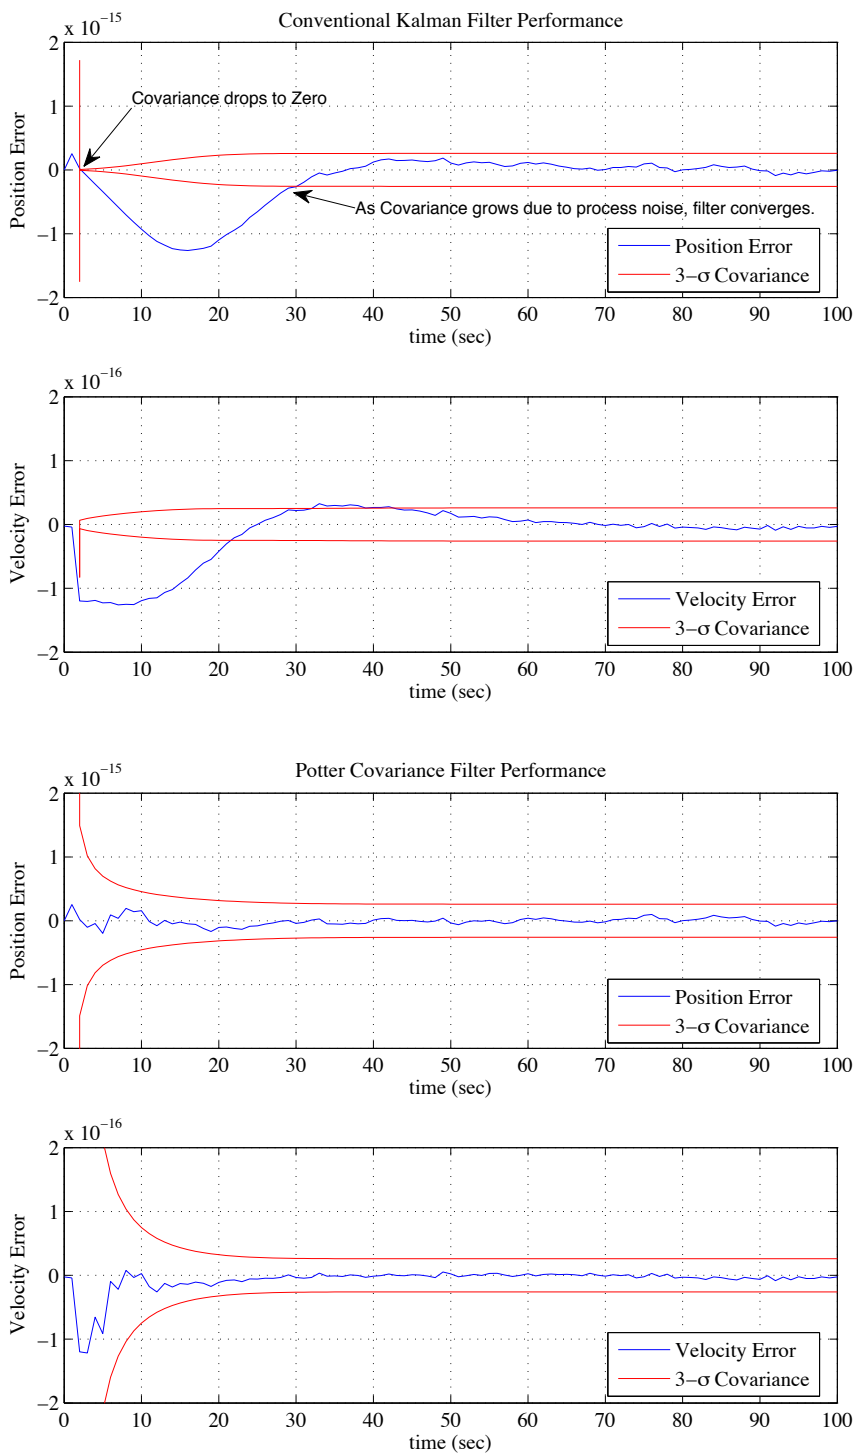 Conventional Kalman Filter Performance
x 10−15
2
1
0
−1
−2
Position Error
Covariance drops to Zero
As Covariance grows due to process noise, filter converges.
Position Error
3−σ Covariance
0 10 20 30 40 50 60 70 80 90 100
time (sec)
x 10−16
2
1
0
−1
−2
Velocity Error
Velocity Error
3−σ Covariance
0 10 20 30 40 50 60 70 80 90 100
time (sec)
Potter Covariance Filter Performance
x 10−15
2
1
0
−1
−2
Position Error
Position Error
3−σ Covariance
0 10 20 30 40 50 60 70 80 90 100
time (sec)
x 10−16
2
1
0
−1
−2
Velocity Error
Velocity Error
3−σ Covariance
0 10 20 30 40 50 60 70 80 90 100
time (sec)